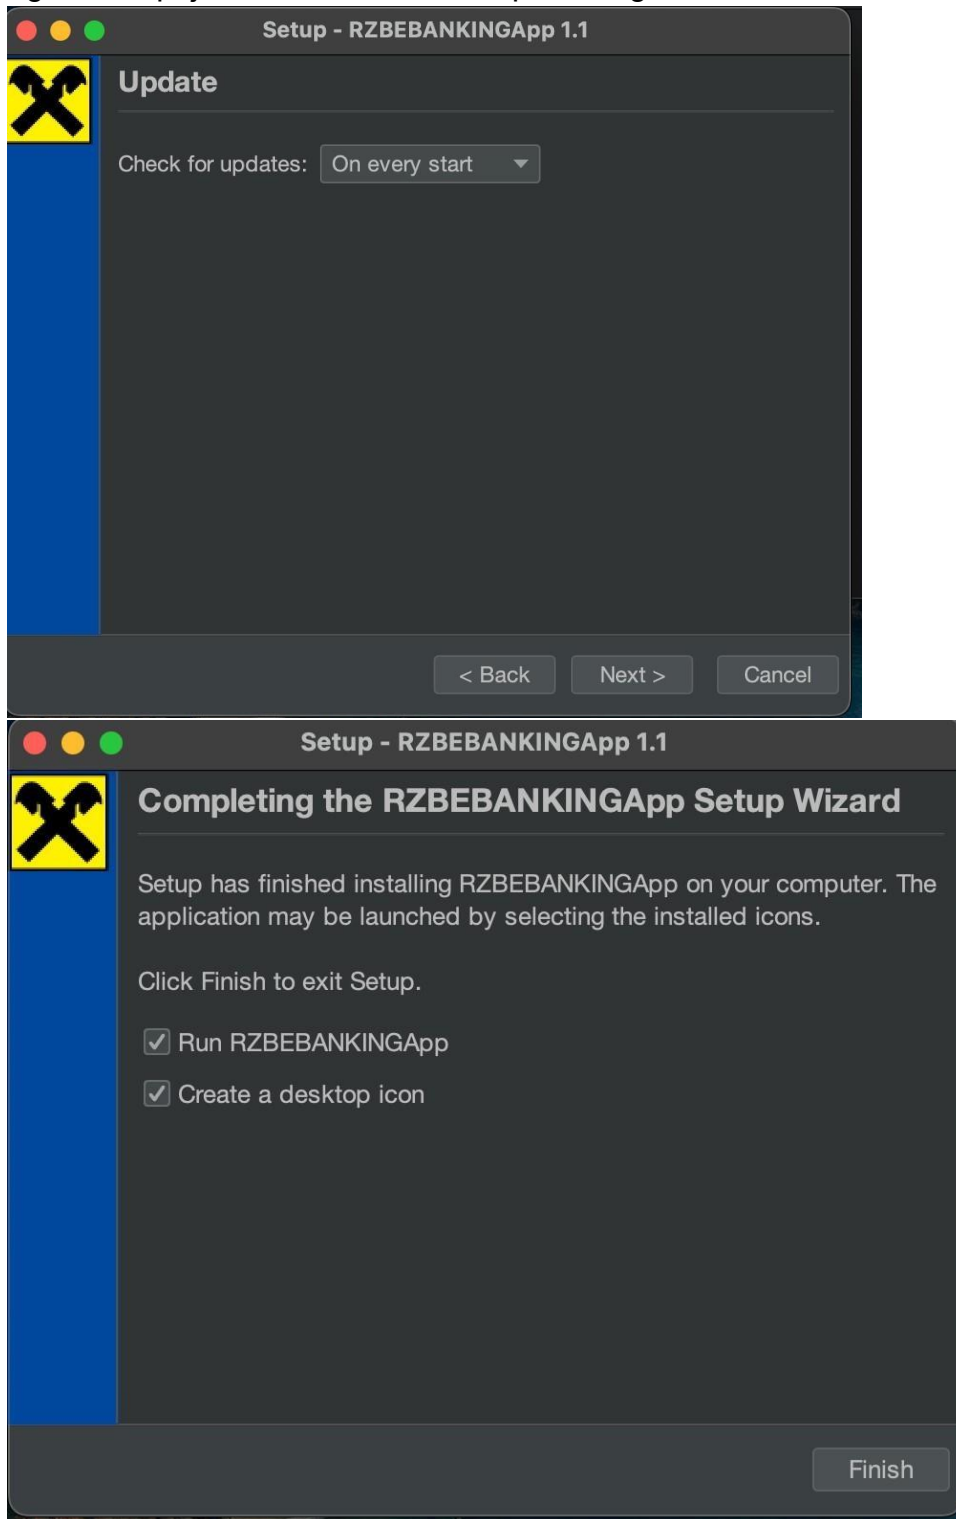 Setup - RZBEBANKINGApp 1.1
Update
Check for updates: On every start
< Back Next > Cancel
Setup - RZBEBANKINGApp 1.1
Completing the RZBEBANKINGApp Setup Wizard
Setup has finished installing RZBEBANKINGApp on your computer. The
application may be launched by selecting the installed icons.
Click Finish to exit Setup.
Run RZBEBANKINGApp
Create a desktop icon
Finish